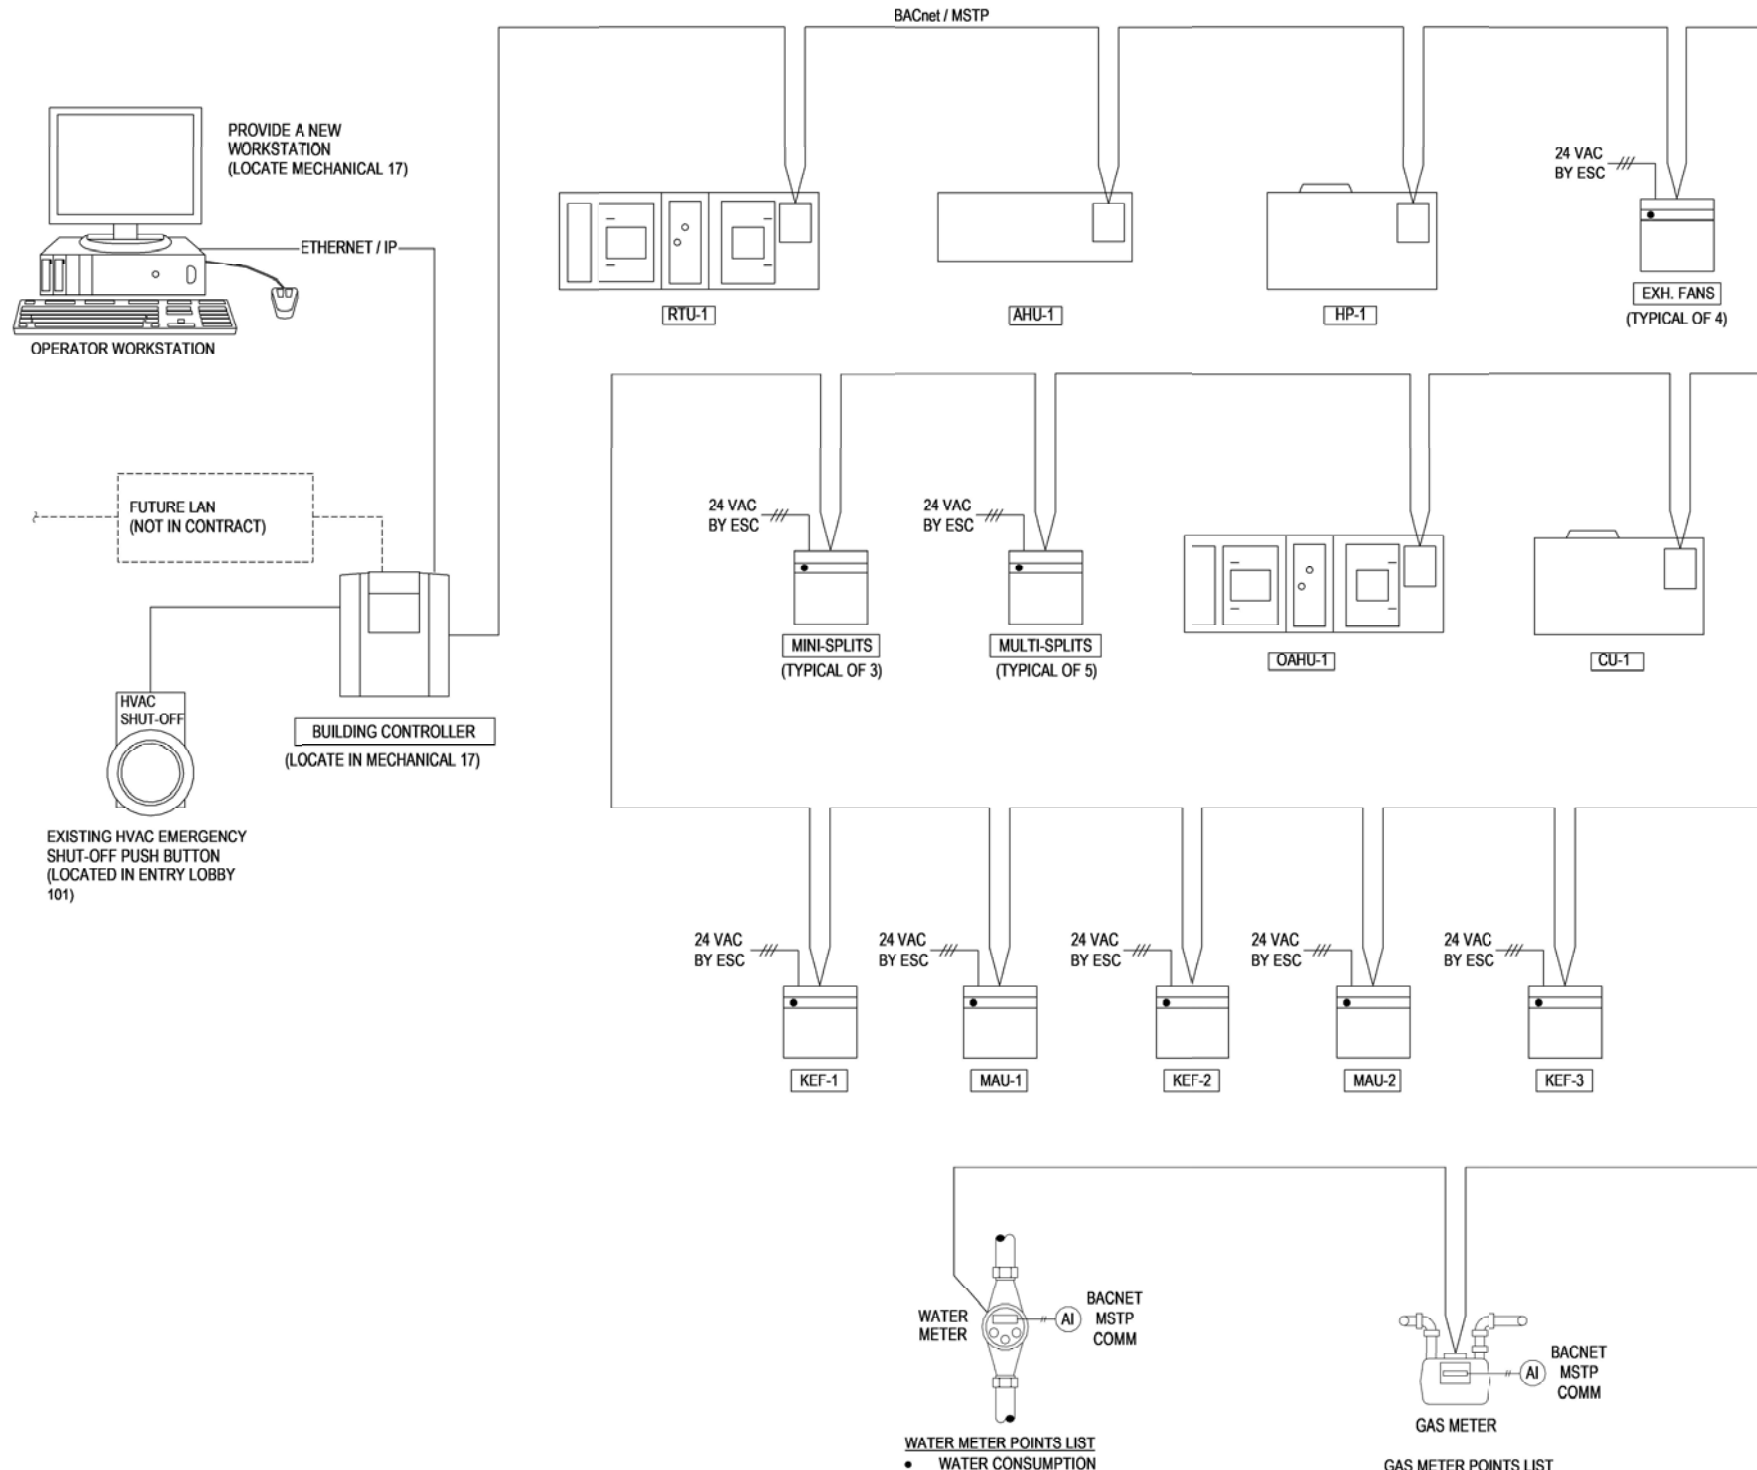 BACnet / MSTP
PROVIDE A NEW
WORKSTATION
(LOCATE MECHANICAL 17)
ETHERNET / IP
OPERATOR WORKSTATION
24 VAC
BY ESC
RTU-1
AHU-1
HP-1
EXH. FANS
(TYPICAL OF 4)
FUTURE LAN
(NOT IN CONTRACT)
24 VAC
BY ESC
24 VAC
BY ESC
MINI-SPLITS
(TYPICAL OF 3)
MULTI-SPLITS
(TYPICAL OF 5)
OAHU-1
CU-1
HVAC
SHUT-OFF
BUILDING CONTROLLER
(LOCATE IN MECHANICAL 17)
EXISTING HVAC EMERGENCY
SHUT-OFF PUSH BUTTON
(LOCATED IN ENTRY LOBBY
101)
24 VAC
BY ESC
24 VAC
BY ESC
24 VAC
BY ESC
24 VAC
BY ESC
24 VAC
BY ESC
KEF-1
MAU-1
KEF-2
MAU-2
KEF-3
WATER
METER
AI
BACNET
MSTP
COMM
AI
BACNET
MSTP
COMM
GAS METER
WATER METER POINTS LIST
● WATER CONSUMPTION
GAS METER POINTS LIST